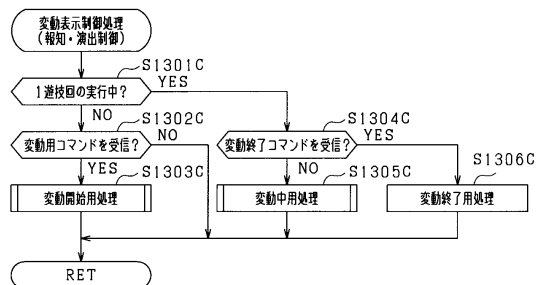 変動表示制御処理
(報知・演出制御)
S1301C
1遊技回の実行中?
YES
NO
S1302C
変動用コマンドを受信?
NO
YES
S1304C
変動終了コマンドを受信?
YES
NO
S1303C
変動開始用処理
S1305C
変動中用処理
S1306C
変動終了用処理
RET